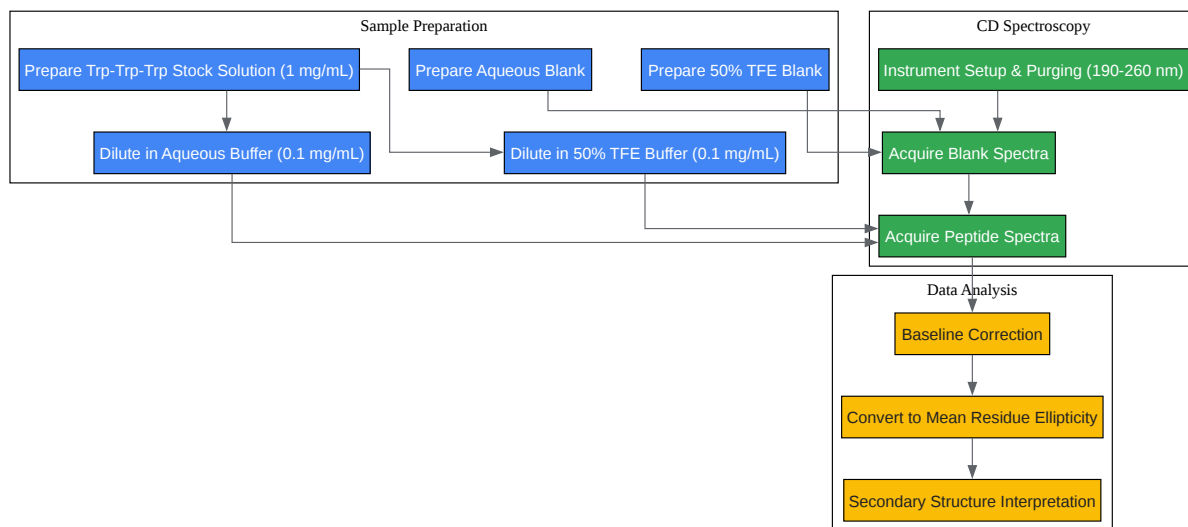 Sample Preparation
Prepare Trp-Trp-Trp Stock Solution (1 mg/mL)
Prepare Aqueous Blank
Prepare 50% TFE Blank
Dilute in Aqueous Buffer (0.1 mg/mL)
Dilute in 50% TFE Buffer (0.1 mg/mL)
CD Spectroscopy
Instrument Setup & Purging (190-260 nm)
Acquire Blank Spectra
Acquire Peptide Spectra
Data Analysis
Baseline Correction
Convert to Mean Residue Ellipticity
Secondary Structure Interpretation